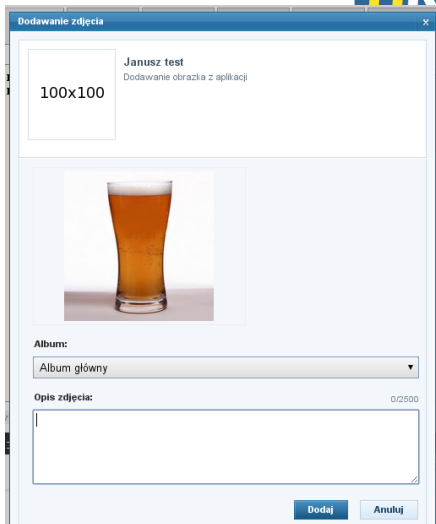 Dodawanie zdjęcia
x
Janusz test
Dodawanie obrazka z aplikacji
100x100
Album:
Album główny
Opis zdjęcia:
0/2500
Dodaj
Anuluj